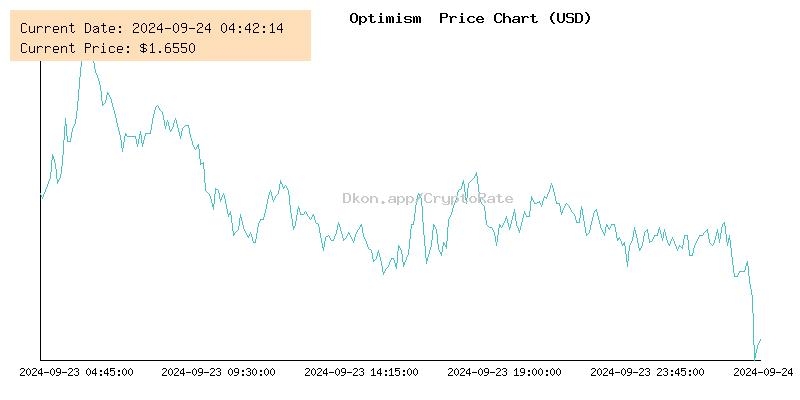 Optimism  Price Chart (USD)
Current Date: 2024-09-24 04:42:14
Current Price: $1.6550
Dkon.app/CryptoRate
2024-09-23 04:45:00 2024-09-23 09:30:00 2024-09-23 14:15:00 2024-09-23 19:00:00 2024-09-23 23:45:00 2024-09-24